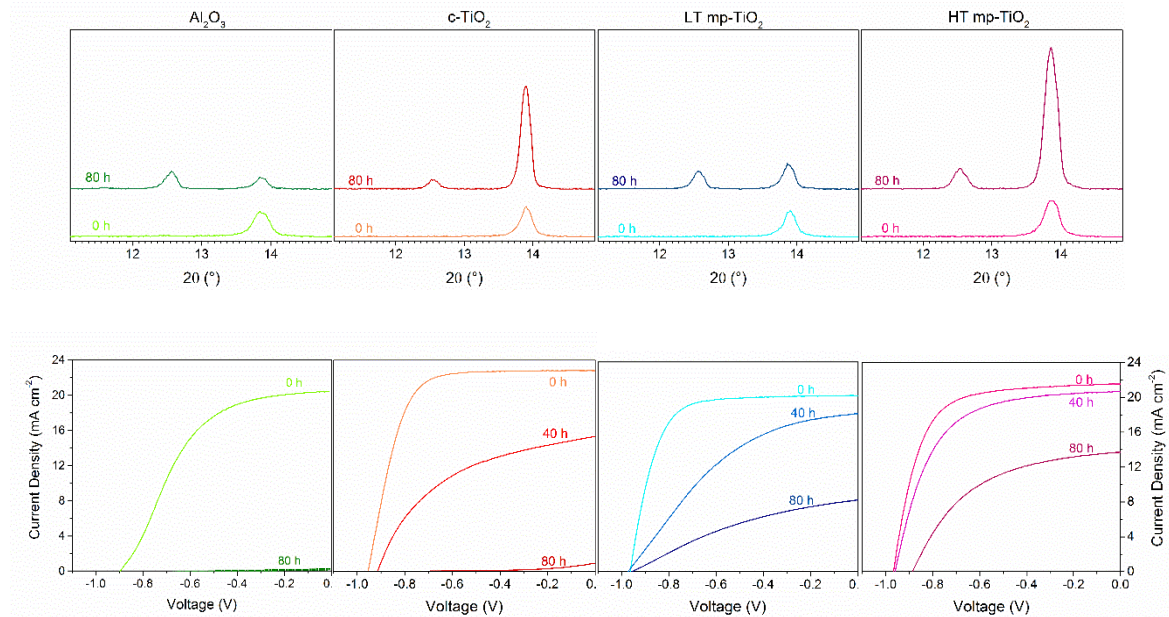 Al₂O₃
c-TiO₂
LT mp-TiO₂
HT mp-TiO₂
80 h
80 h
80 h
80 h
0 h
0 h
0 h
0 h
12 13 14
12 13 14
12 13 14
12 13 14
2θ (°)
2θ (°)
2θ (°)
2θ (°)
Current Density (mA cm⁻²)
24
20
16
12
8
4
0
0 h
80 h
0 h
40 h
80 h
0 h
40 h
80 h
0 h
40 h
80 h
24
20
16
12
8
4
0
Current Density (mA cm⁻²)
-1.0 -0.8 -0.6 -0.4 -0.2 0.
-1.0 -0.8 -0.6 -0.4 -0.2 0.
-1.0 -0.8 -0.6 -0.4 -0.2 0.
-1.0 -0.8 -0.6 -0.4 -0.2 0.0
Voltage (V)
Voltage (V)
Voltage (V)
Voltage (V)